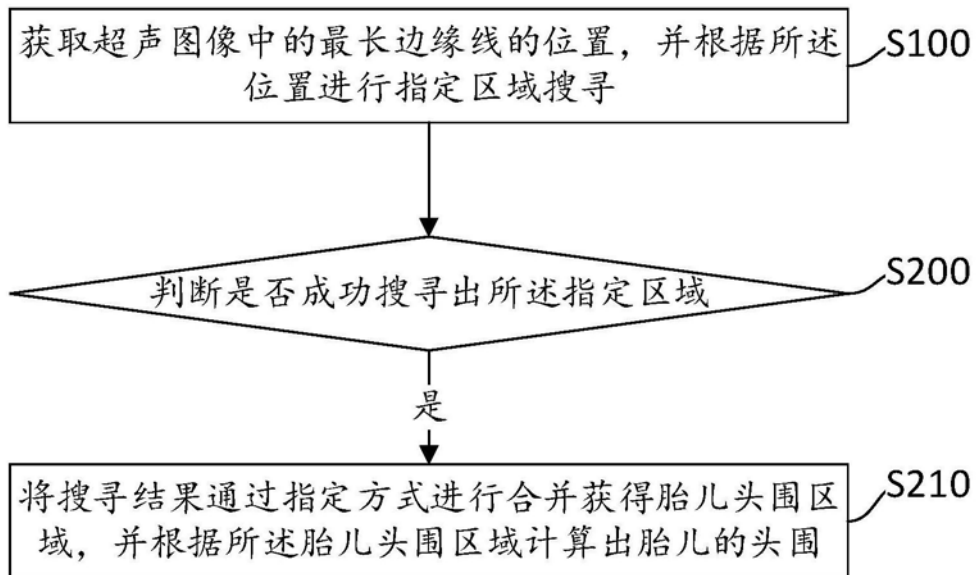 获取超声图像中的最长边缘线的位置，并根据所述
位置进行指定区域搜寻
S100
判断是否成功搜寻出所述指定区域
S200
是
将搜寻结果通过指定方式进行合并获得胎儿头围区
域，并根据所述胎儿头围区域计算出胎儿的头围
S210